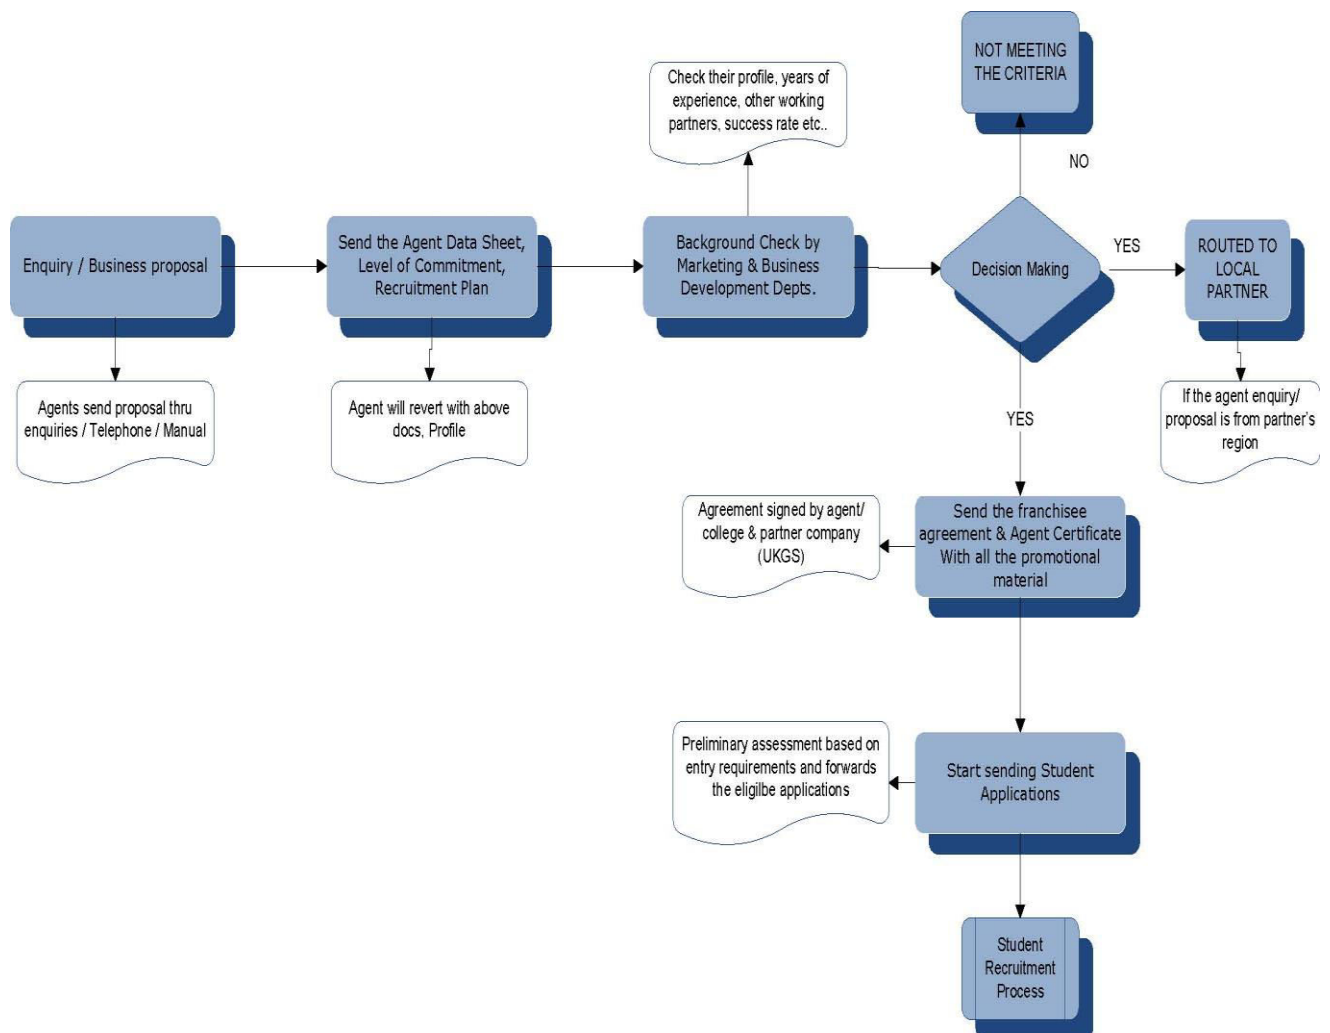 NOT MEETING
THE CRITERIA
Check their profile, years of
experience, other working
partners, success rate etc..
NO
Enquiry / Business proposal
Send the Agent Data Sheet,
Level of Commitment,
Recruitment Plan
Background Check by
Marketing & Business
Development Depts.
Decision Making
YES
ROUTED TO
LOCAL
PARTNER
Agents send proposal thru
enquiries / Telephone / Manual
Agent will revert with above
docs, Profile
YES
If the agent enquiry/
proposal is from partner's
region
Agreement signed by agent/
college & partner company
(UKGS)
Send the franchisee
agreement & Agent Certificate
With all the promotional
material
Preliminary assessment based on
entry requirements and forwards
the eligilbe applications
Start sending Student
Applications
Student
Recruitment
Process